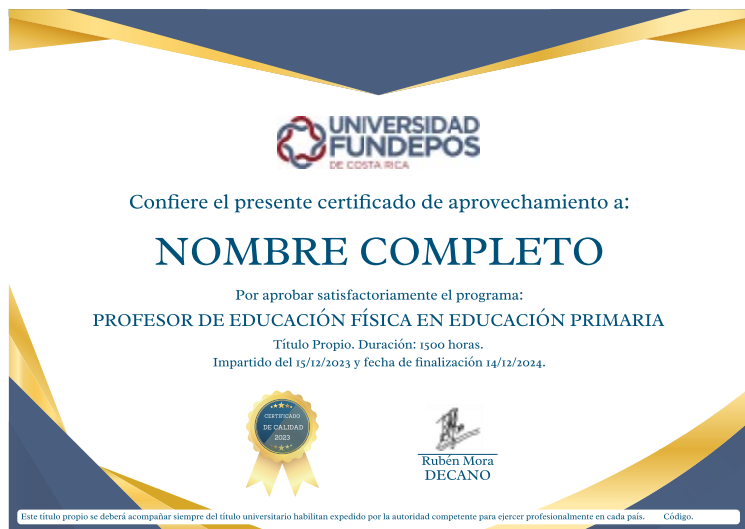 UNIVERSIDAD
FUNDEPOS
DE COSTA RICA
Confiere el presente certificado de aprovechamiento a:
NOMBRE COMPLETO
Por aprobar satisfactoriamente el programa:
PROFESOR DE EDUCACIÓN FÍSICA EN EDUCACIÓN PRIMARIA
Título Propio. Duración: 1500 horas.
Impartido del 15/12/2023 y fecha de finalización 14/12/2024.
CERTIFICADO
DE CALIDAD
2023
Rubén Mora
DECANO
Este título propio se deberá acompañar siempre del título universitario habilitan expedido por la autoridad competente para ejercer profesionalmente en cada país. Código.